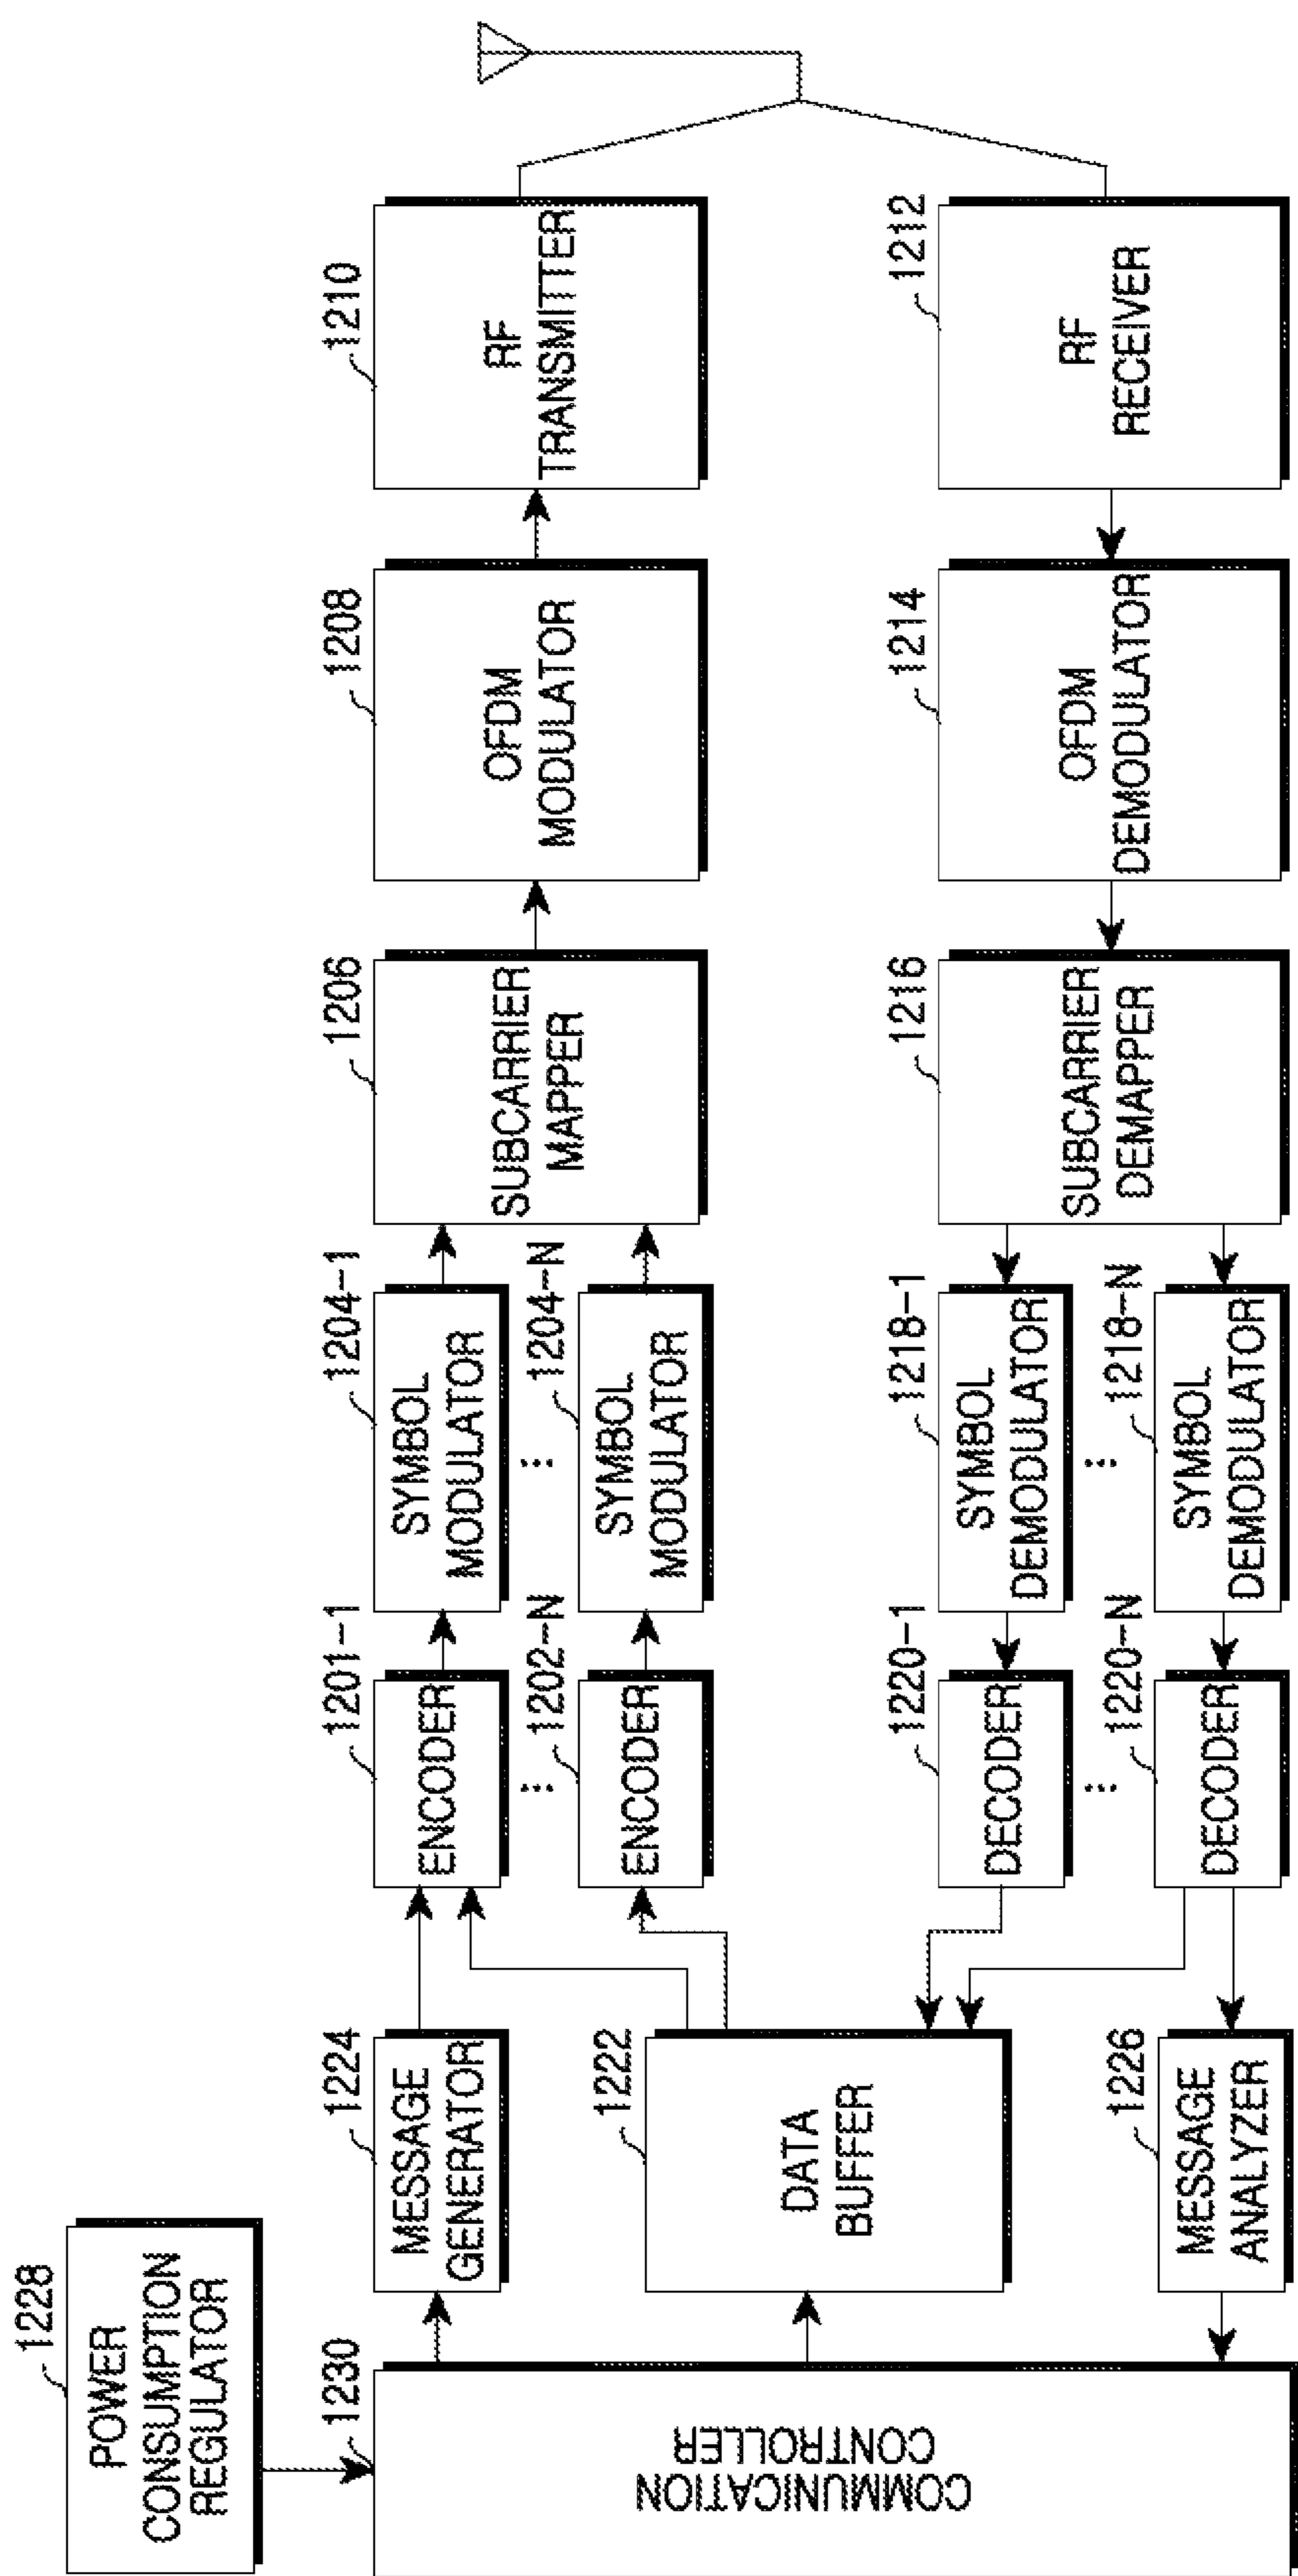 1228
POWER
CONSUMPTION
REGULATOR
1230
COMMUNICATION
CONTROLLER
1224
MESSAGE
GENERATOR
1222
DATA
BUFFER
1226
MESSAGE
ANALYZER
1201-1
ENCODER
⋮
1202-N
ENCODER
1220-1
DECODER
⋮
1220-N
DECODER
1204-1
SYMBOL
MODULATOR
⋮
1204-N
SYMBOL
MODULATOR
1218-1
SYMBOL
DEMODULATOR
⋮
1218-N
SYMBOL
DEMODULATOR
1206
SUBCARRIER
MAPPER
1216
SUBCARRIER
DEMAPPER
1208
OFDM
MODULATOR
1214
OFDM
DEMODULATOR
1210
RF
TRANSMITTER
1212
RF
RECEIVER